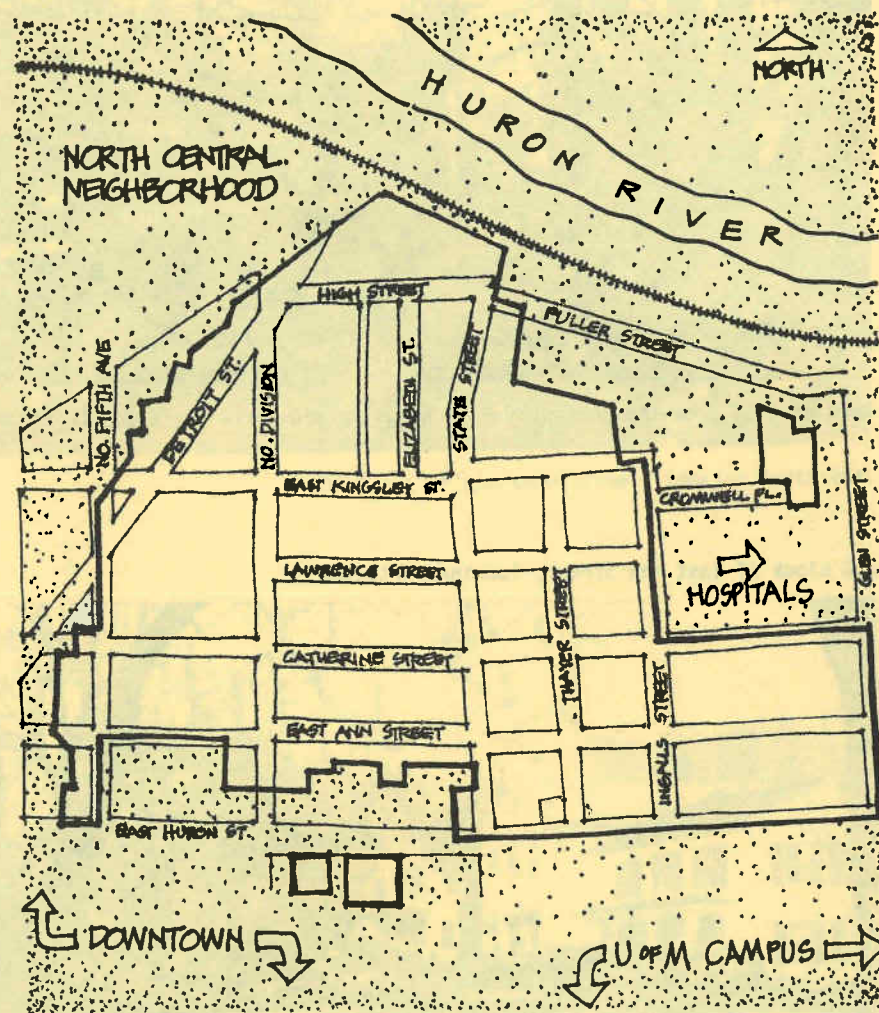 HURON RIVER
NORTH
NORTH CENTRAL
NEIGHBORHOOD
HIGH STREET
FULLER STREET
NO. FIFTH AVE
DETROIT ST.
NO. DIVISION
ELIZABETH ST.
STATE STREET
EAST KINGSLEY ST.
CROMWELL PL.
GLEN STREET
LAWRENCE STREET
HOSPITALS
THAYER STREET
CATHERINE STREET
INGALLS STREET
EAST ANN STREET
EAST HURON ST.
DOWNTOWN
U OF M CAMPUS